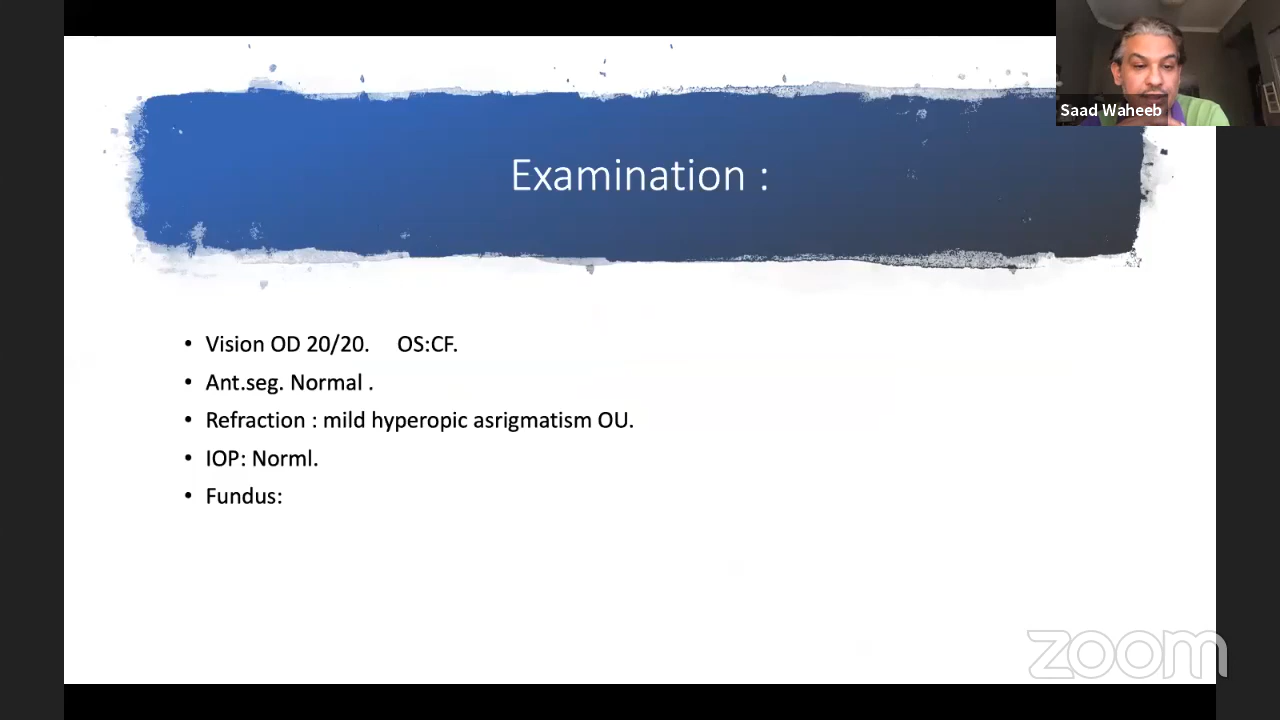 Saad Waheeb
Examination :
• Vision OD 20/20. OS:CF.
• Ant.seg. Normal .
• Refraction : mild hyperopic asrigmatism OU.
• IOP: Norml.
• Fundus:
zoom